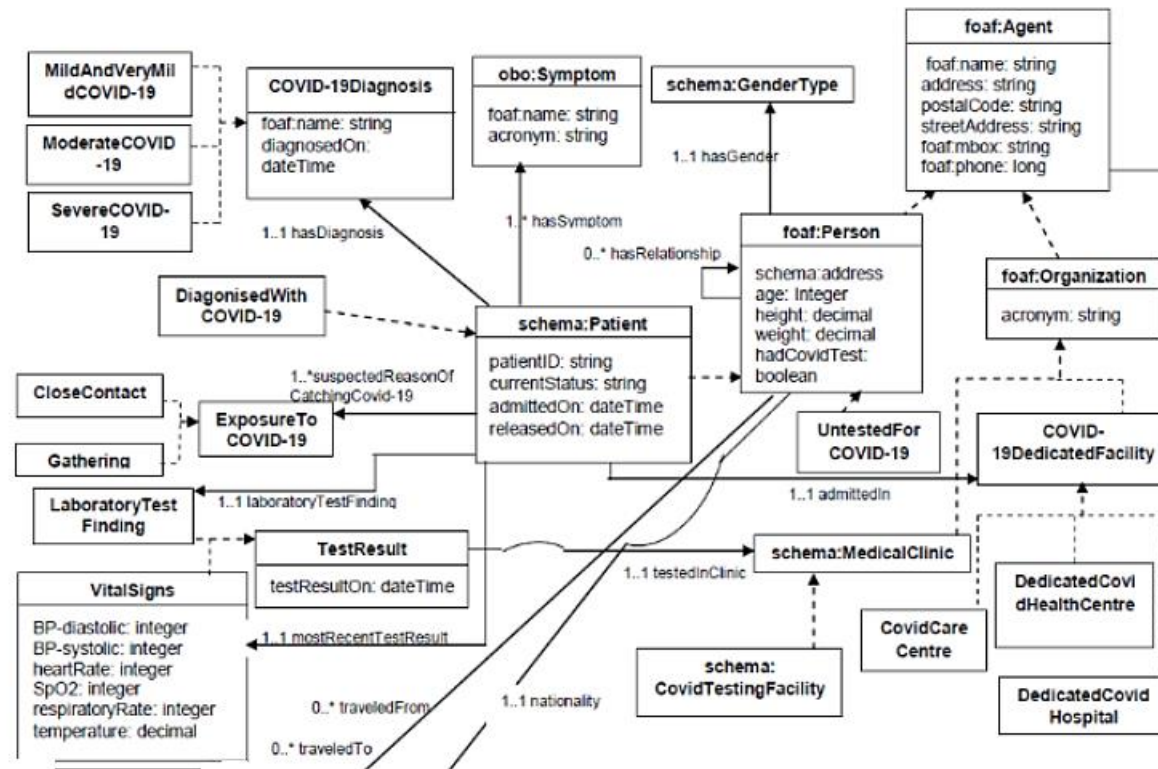 MildAndVeryMil
dCOVID-19
ModerateCOVID
-19
SevereCOVID-
19
COVID-19Diagnosis
foaf:name: string
diagnosedOn:
dateTime
obo:Symptom
foaf:name: string
acronym: string
schema:GenderType
foaf:Agent
foaf:name: string
address: string
postalCode: string
streetAddress: string
foaf:mbox: string
foaf:phone: long
1..1 hasGender
1..1 hasDiagnosis
1..* hasSymptom
0..* hasRelationship
foaf:Person
schema:address
age: Integer
height: decimal
weight: decimal
hadCovidTest:
boolean
foaf:Organization
acronym: string
DiagonisedWith
COVID-19
schema:Patient
patientID: string
currentStatus: string
admittedOn: dateTime
releasedOn: dateTime
1..*suspectedReasonOf
CatchingCovid-19
CloseContact
Gathering
ExposureTo
COVID-19
UntestedFor
COVID-19
COVID-
19DedicatedFacility
1..1 admittedIn
LaboratoryTest
Finding
1..1 laboratoryTestFinding
TestResult
testResultOn: dateTime
schema:MedicalClinic
1..1 testedInClinic
VitalSigns
BP-diastolic: integer
BP-systolic: integer
heartRate: integer
SpO2: integer
respiratoryRate: integer
temperature: decimal
1..1 mostRecentTestResult
schema:
CovidTestingFacility
CovidCare
Centre
DedicatedCovi
dHealthCentre
DedicatedCovid
Hospital
0..* traveledFrom
1..1 nationality
0..* traveledTo